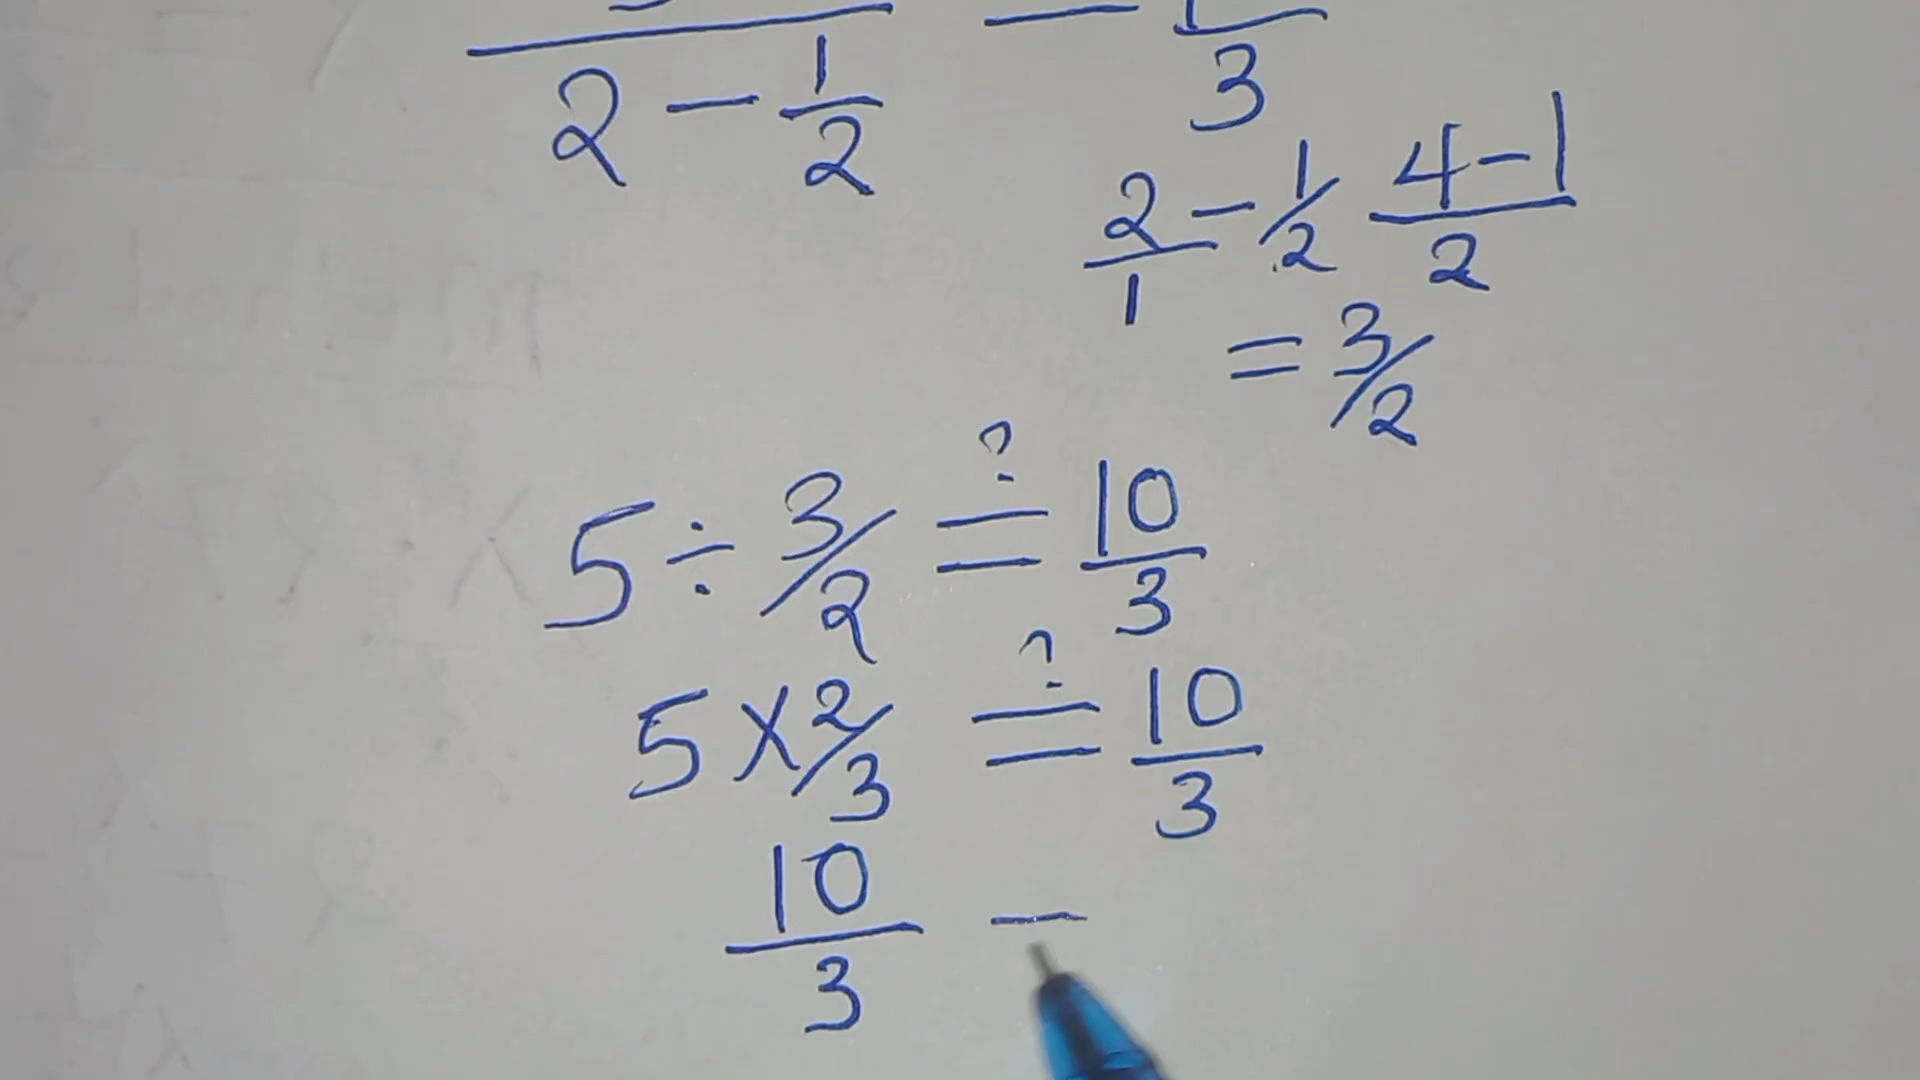 2 - 1/2 3
2/1 - 1/2 4-1/2
= 3/2
5 ÷ 3/2 ≟ 10/3
5 × 2/3 ≟ 10/3
10/3 -